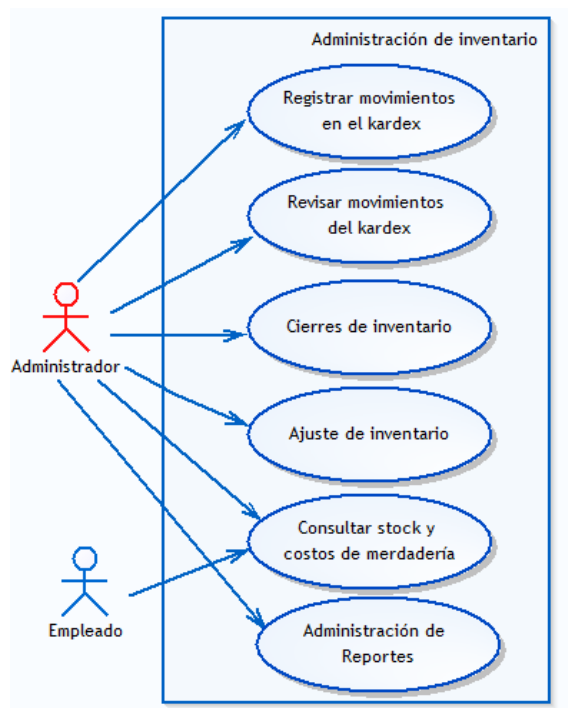 Administración de inventario
Registrar movimientos
en el kardex
Revisar movimientos
del kardex
Cierres de inventario
Administrador
Ajuste de inventario
Consultar stock y
costos de merdadería
Empleado
Administración de
Reportes